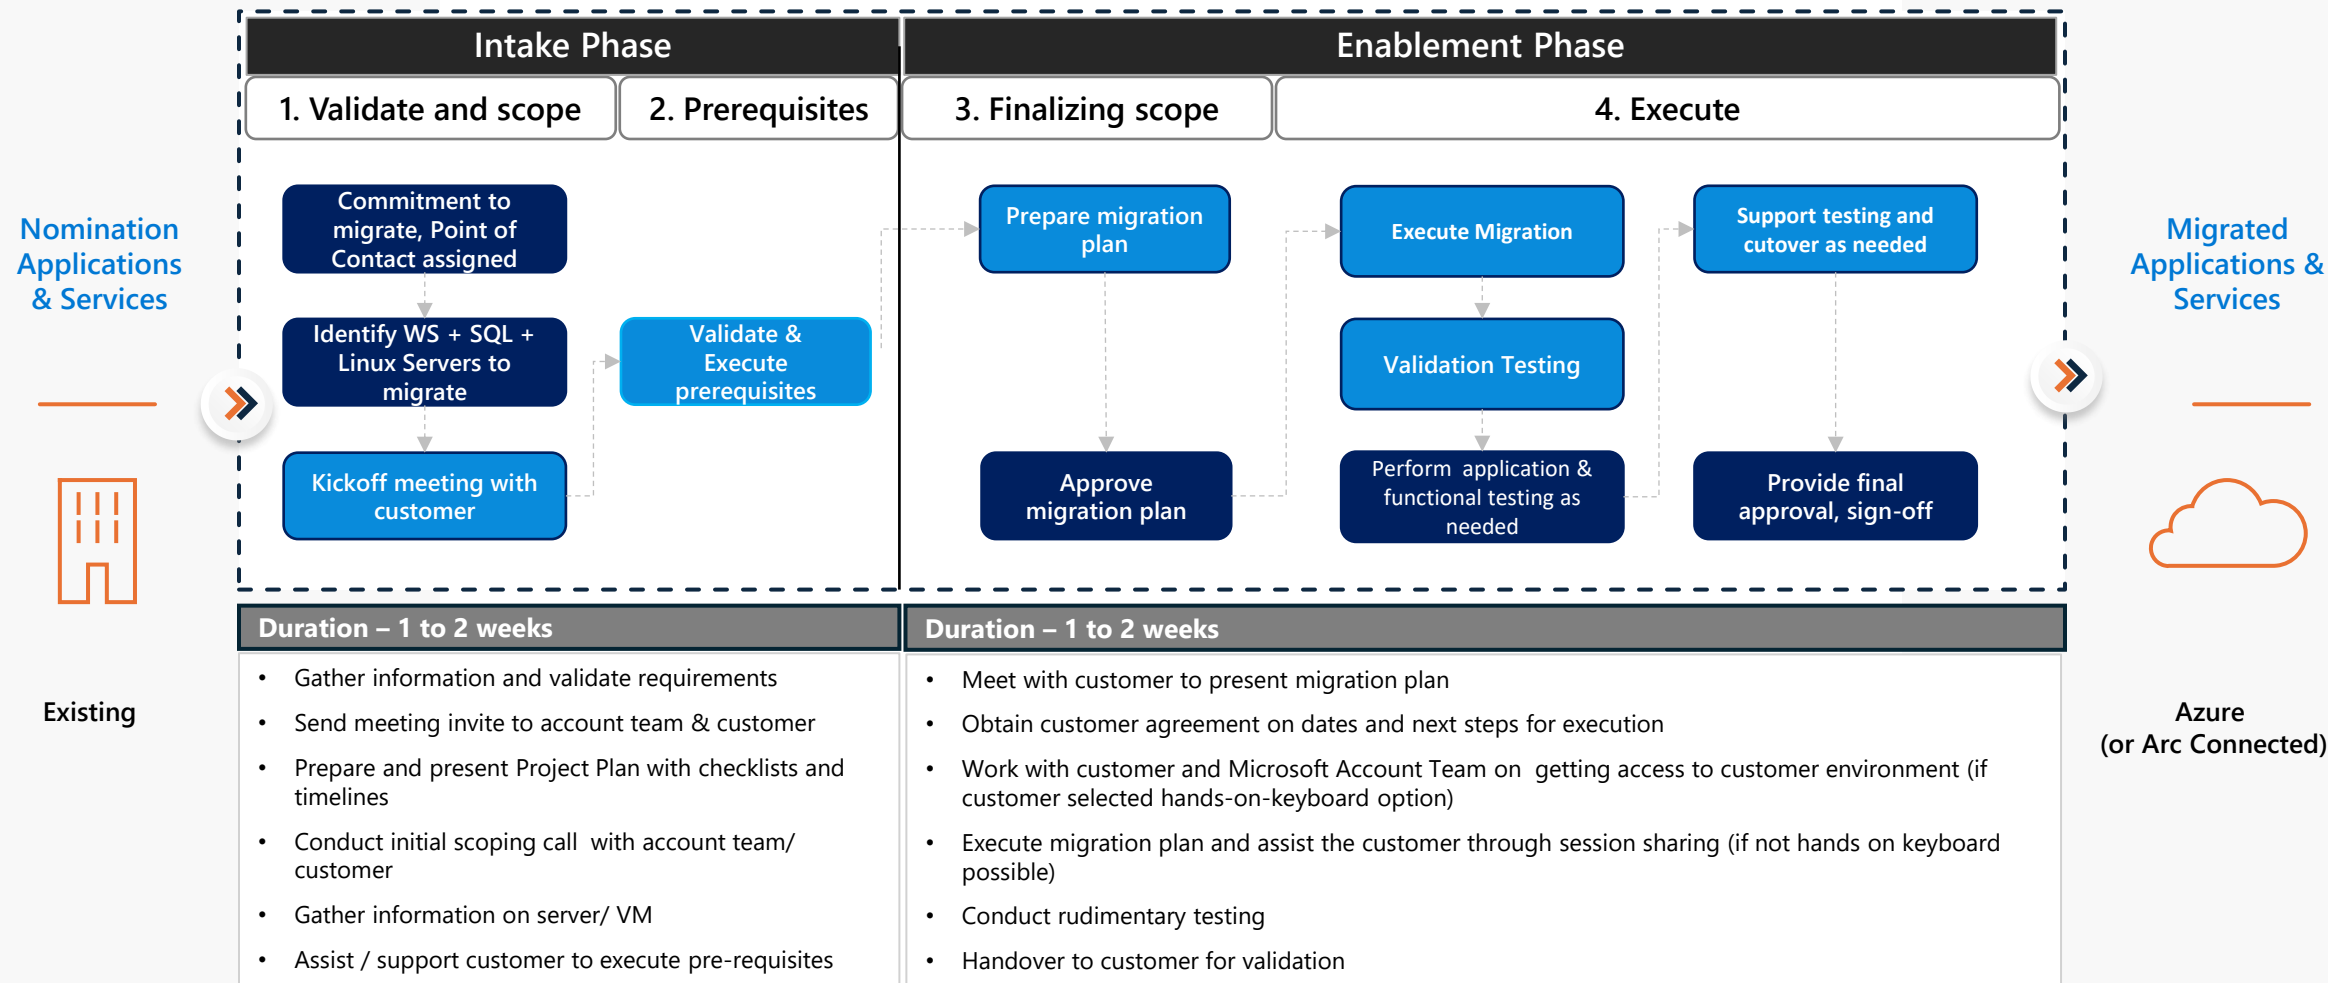 Intake Phase
Enablement Phase
1. Validate and scope
2. Prerequisites
3. Finalizing scope
4. Execute
Nomination
Applications
& Services
Existing
Commitment to
migrate, Point of
Contact assigned
Identify WS + SQL +
Linux Servers to
migrate
Kickoff meeting with
customer
Validate &
Execute
prerequisites
Prepare migration
plan
Approve
migration plan
Execute Migration
Validation Testing
Perform  application &
functional testing as
needed
Support testing and
cutover as needed
Provide final
approval, sign-off
Migrated
Applications &
Services
Azure
(or Arc Connected)
Duration – 1 to 2 weeks
• Gather information and validate requirements
• Send meeting invite to account team & customer
• Prepare and present Project Plan with checklists and
timelines
• Conduct initial scoping call  with account team/
customer
• Gather information on server/ VM
• Assist / support customer to execute pre-requisites
Duration – 1 to 2 weeks
• Meet with customer to present migration plan
• Obtain customer agreement on dates and next steps for execution
• Work with customer and Microsoft Account Team on  getting access to customer environment (if
customer selected hands-on-keyboard option)
• Execute migration plan and assist the customer through session sharing (if not hands on keyboard
possible)
• Conduct rudimentary testing
• Handover to customer for validation